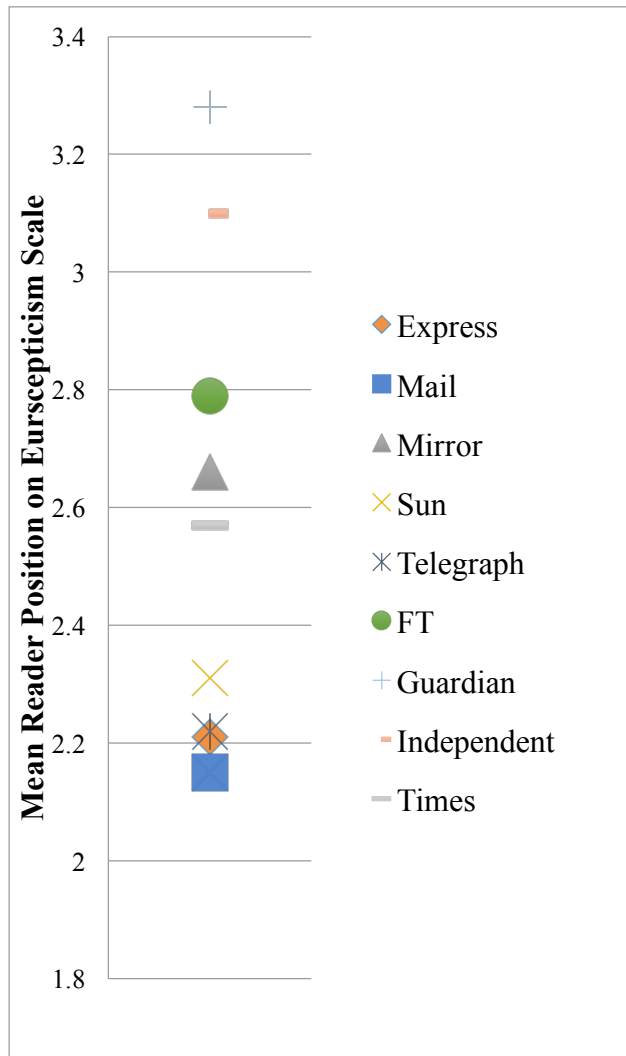 Mean Reader Position on Eurscepticism Scale
3.4
3.2
3
2.8
2.6
2.4
2.2
2
1.8
Express
Mail
Mirror
Sun
Telegraph
FT
Guardian
Independent
Times